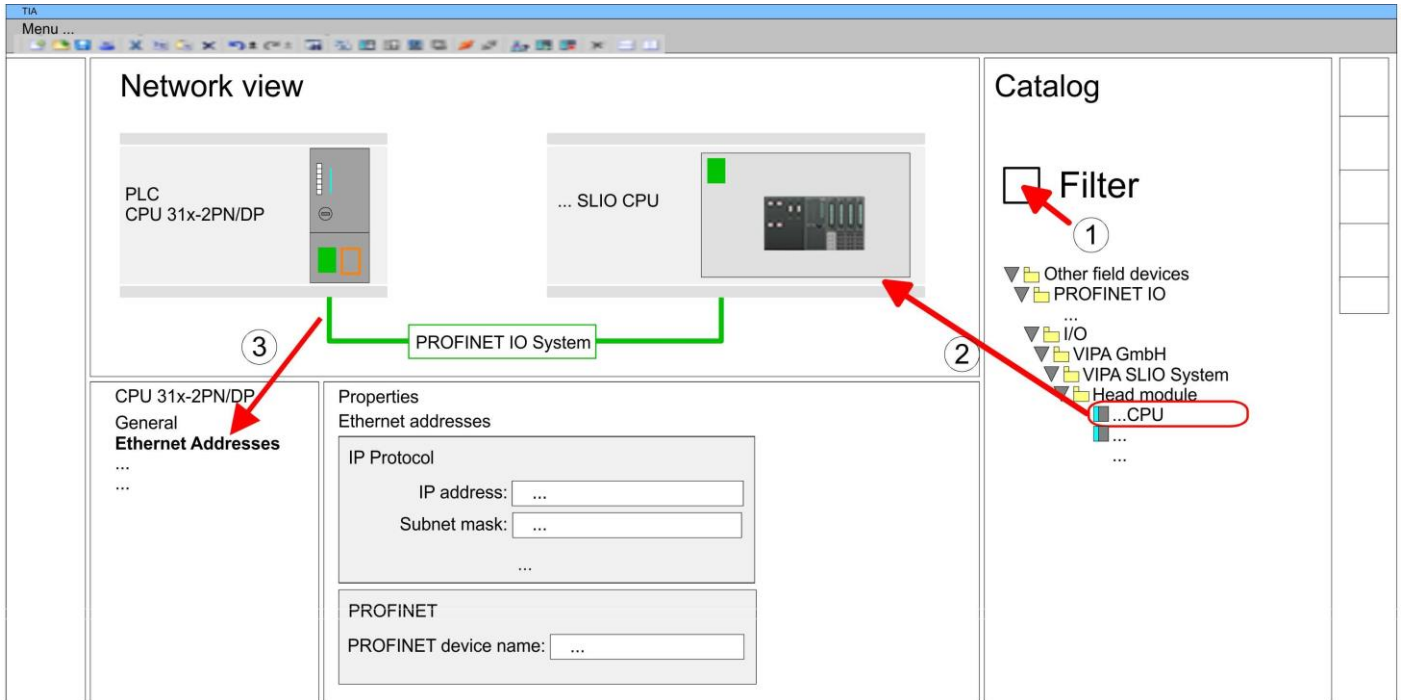 TIA
Menu ...
Network view
PLC
CPU 31x-2PN/DP
... SLIO CPU
PROFINET IO System
3
2
Catalog
Filter
1
Other field devices
PROFINET IO
...
I/O
VIPA GmbH
VIPA SLIO System
Head module
...CPU
...
...
CPU 31x-2PN/DP
General
Ethernet Addresses
...
...
Properties
Ethernet addresses
IP Protocol
IP address: ...
Subnet mask: ...
...
PROFINET
PROFINET device name: ...